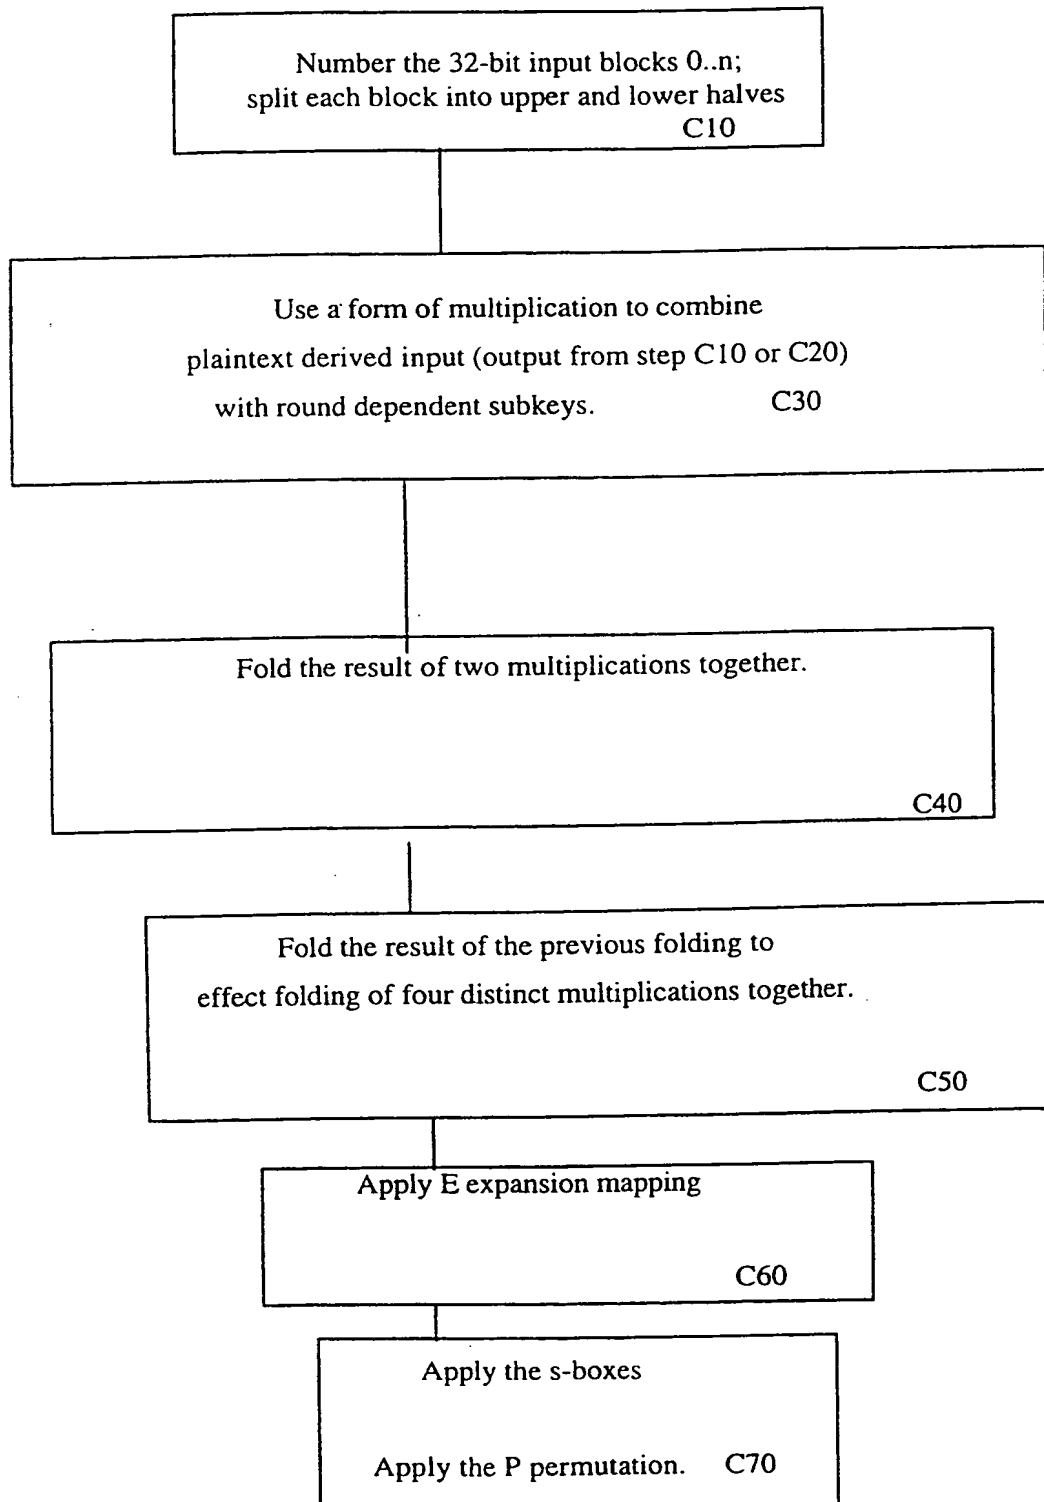 Number the 32-bit input blocks 0..n;
split each block into upper and lower halves
C10
Use a form of multiplication to combine
plaintext derived input (output from step C10 or C20)
with round dependent subkeys. C30
Fold the result of two multiplications together.
C40
Fold the result of the previous folding to
effect folding of four distinct multiplications together.
C50
Apply E expansion mapping
C60
Apply the s-boxes
Apply the P permutation. C70